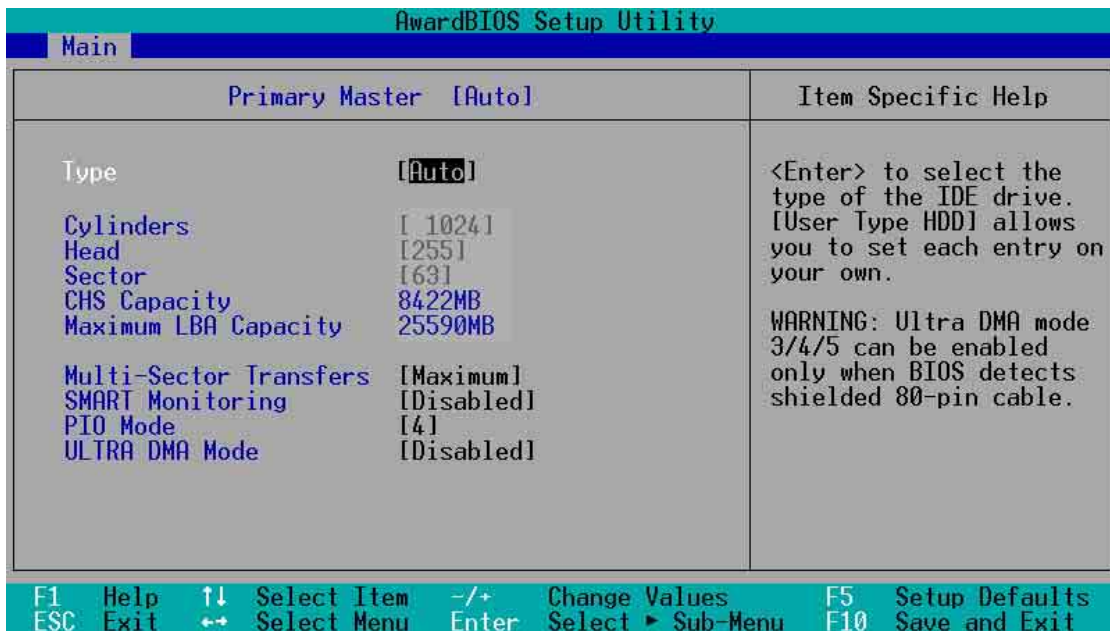 AwardBIOS Setup Utility
Main
Primary Master [Auto]
Item Specific Help
Type [Auto]
Cylinders [ 1024]
Head [255]
Sector [63]
CHS Capacity 8422MB
Maximum LBA Capacity 25590MB
Multi-Sector Transfers [Maximum]
SMART Monitoring [Disabled]
PIO Mode [4]
ULTRA DMA Mode [Disabled]
<Enter> to select the
type of the IDE drive.
[User Type HDD] allows
you to set each entry on
your own.
WARNING: Ultra DMA mode
3/4/5 can be enabled
only when BIOS detects
shielded 80-pin cable.
F1 Help ↑↓ Select Item -/+ Change Values F5 Setup Defaults
ESC Exit ←→ Select Menu Enter Select ► Sub-Menu F10 Save and Exit